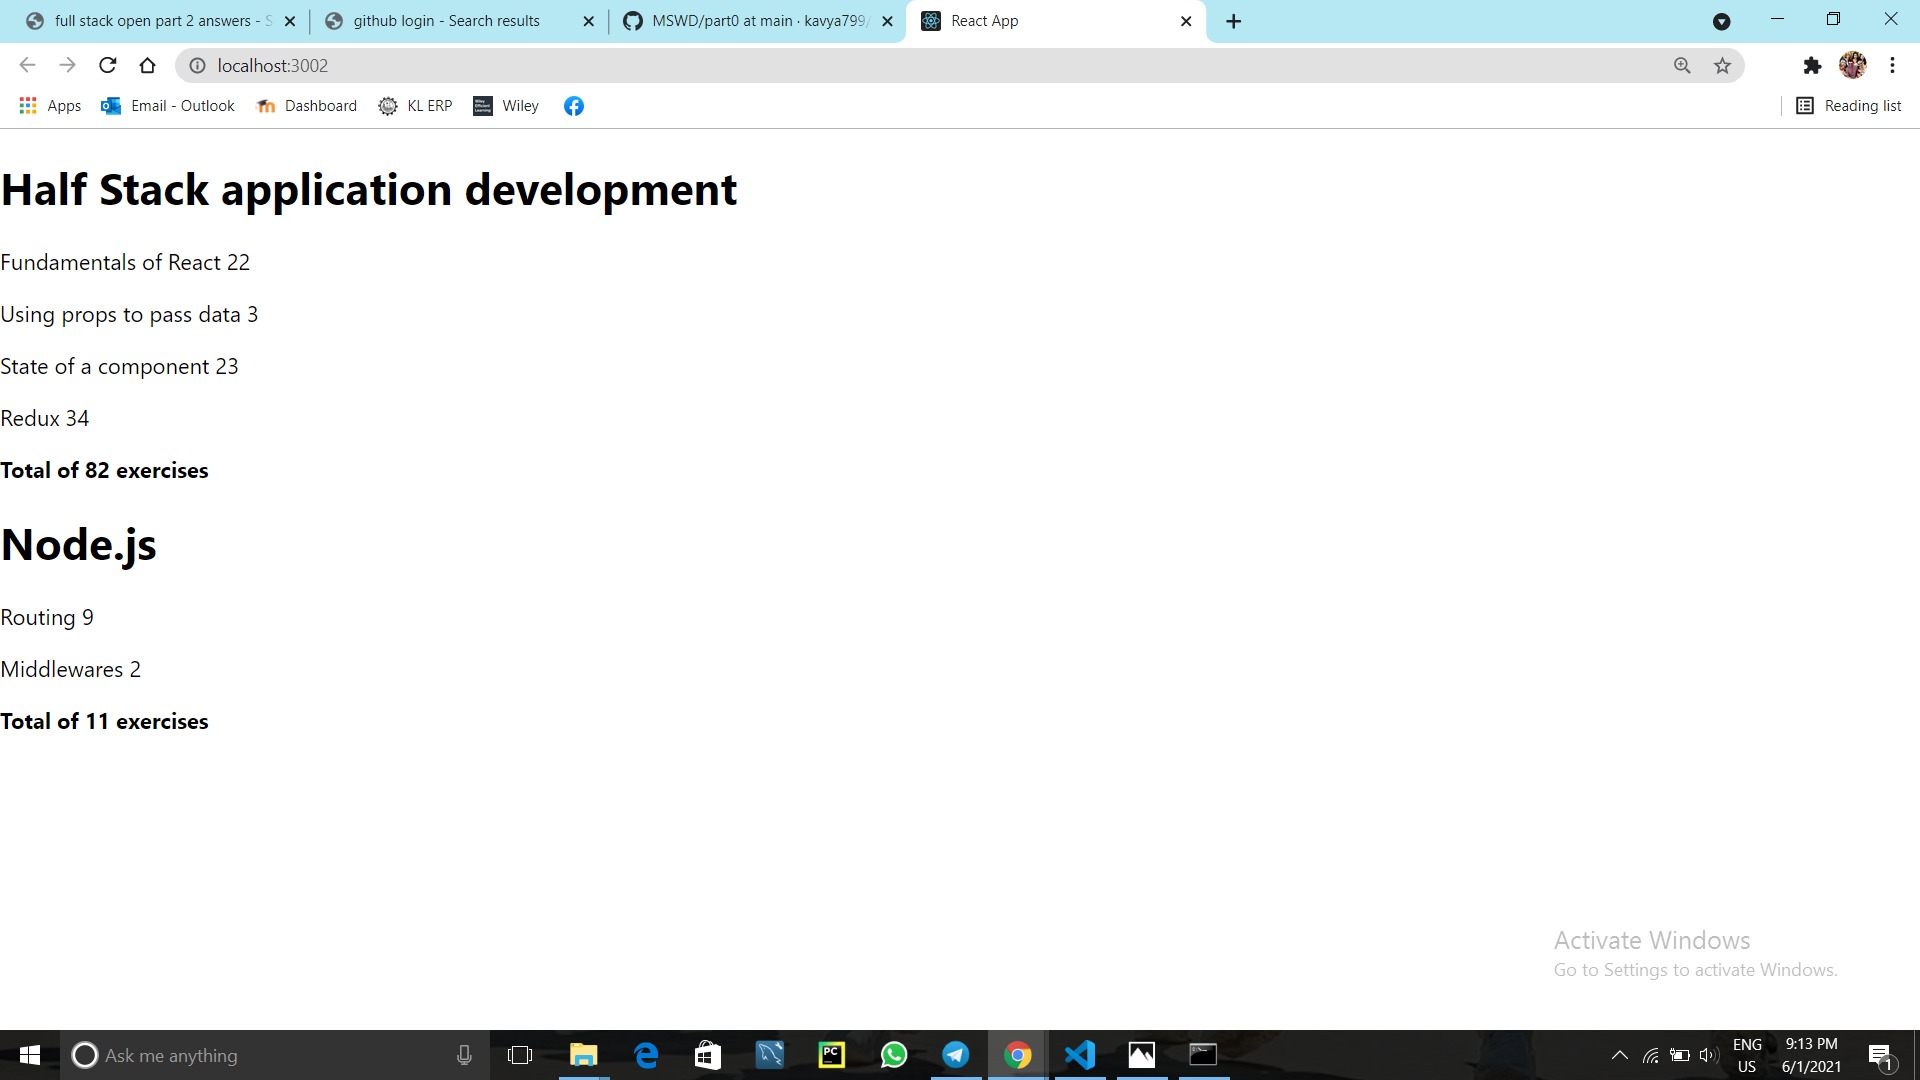 full stack open part 2 answers - S
github login - Search results
MSWD/part0 at main · kavya799/
React App
localhost:3002
Apps
Email - Outlook
Dashboard
KL ERP
Wiley
Reading list
Half Stack application development
Fundamentals of React 22
Using props to pass data 3
State of a component 23
Redux 34
Total of 82 exercises
Node.js
Routing 9
Middlewares 2
Total of 11 exercises
Activate Windows
Go to Settings to activate Windows.
Ask me anything
PC
ENG
US
9:13 PM
6/1/2021
1